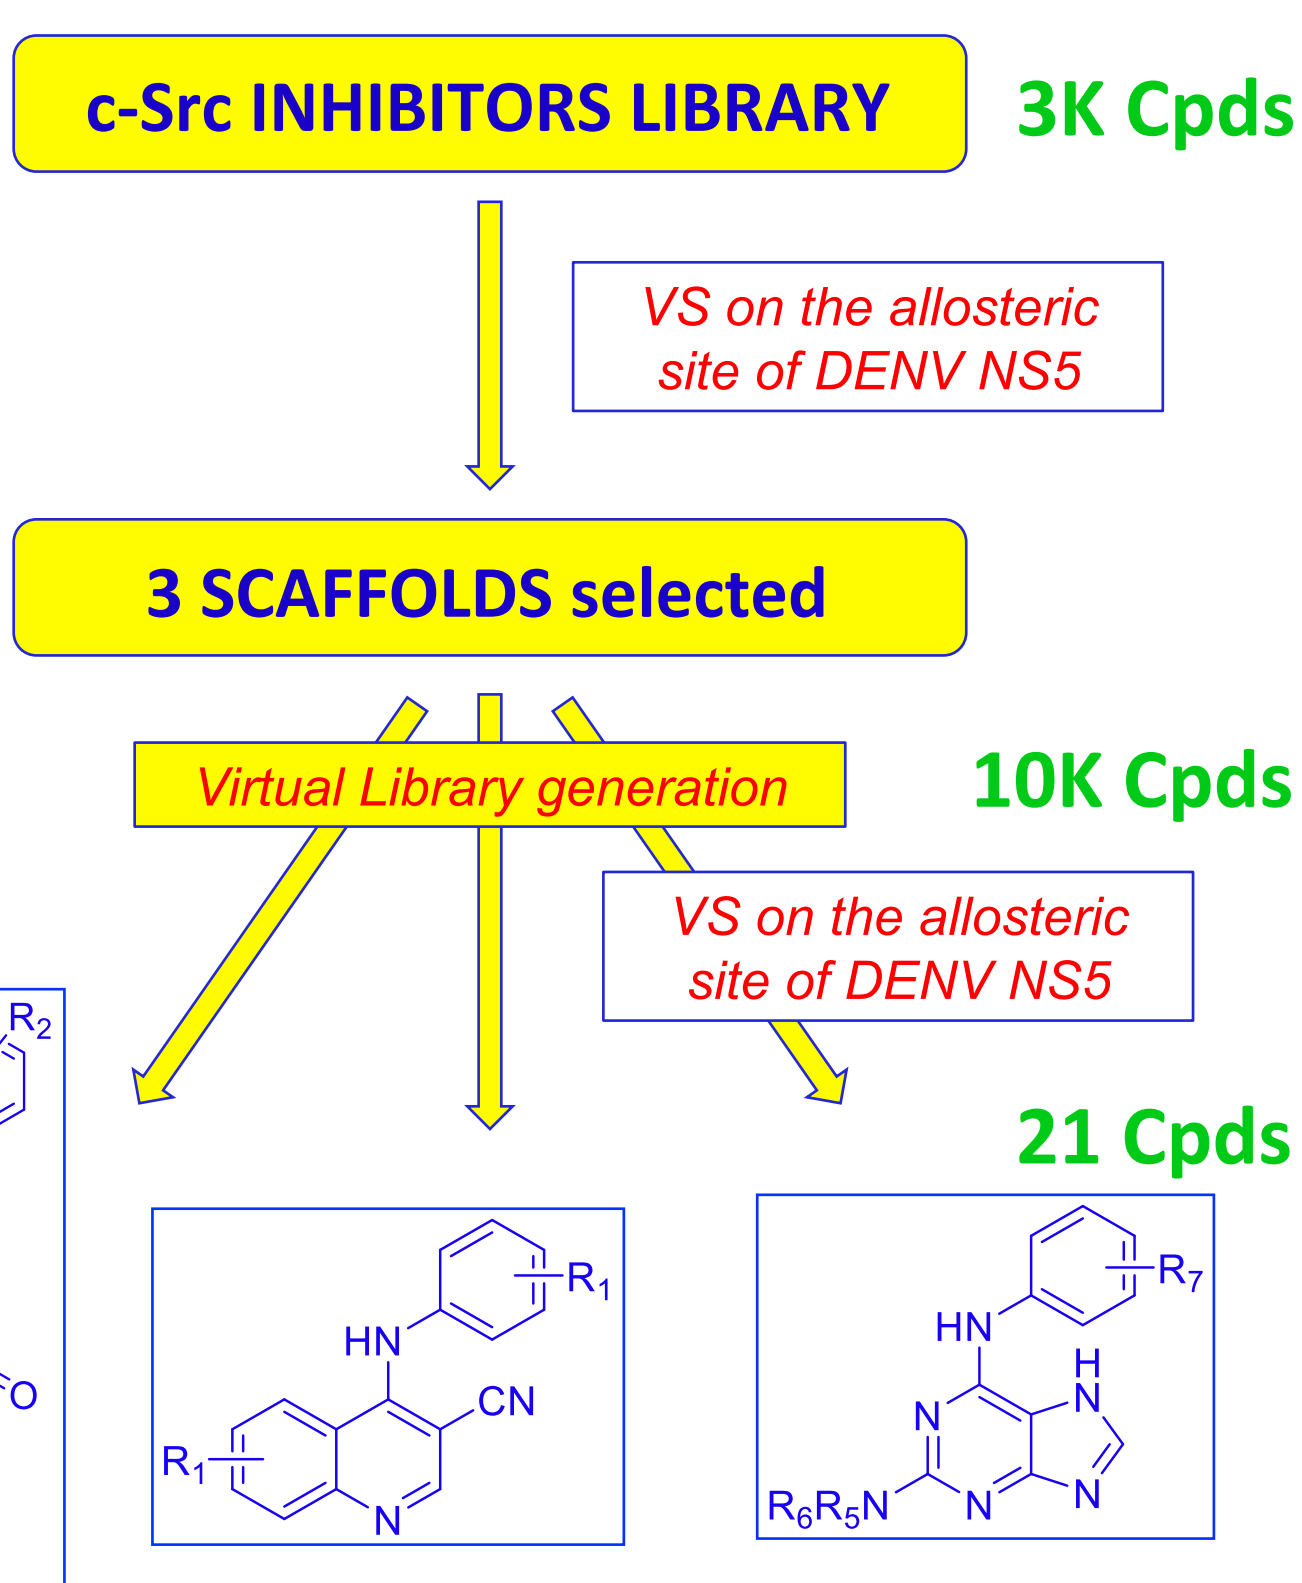 c-Src INHIBITORS LIBRARY
3K Cpds
VS on the allosteric
site of DENV NS5
3 SCAFFOLDS selected
Virtual Library generation
10K Cpds
VS on the allosteric
site of DENV NS5
R2
21 Cpds
O
R1
HN
CN
R1
N
R7
HN
H
N
N
R6R5N
N
N